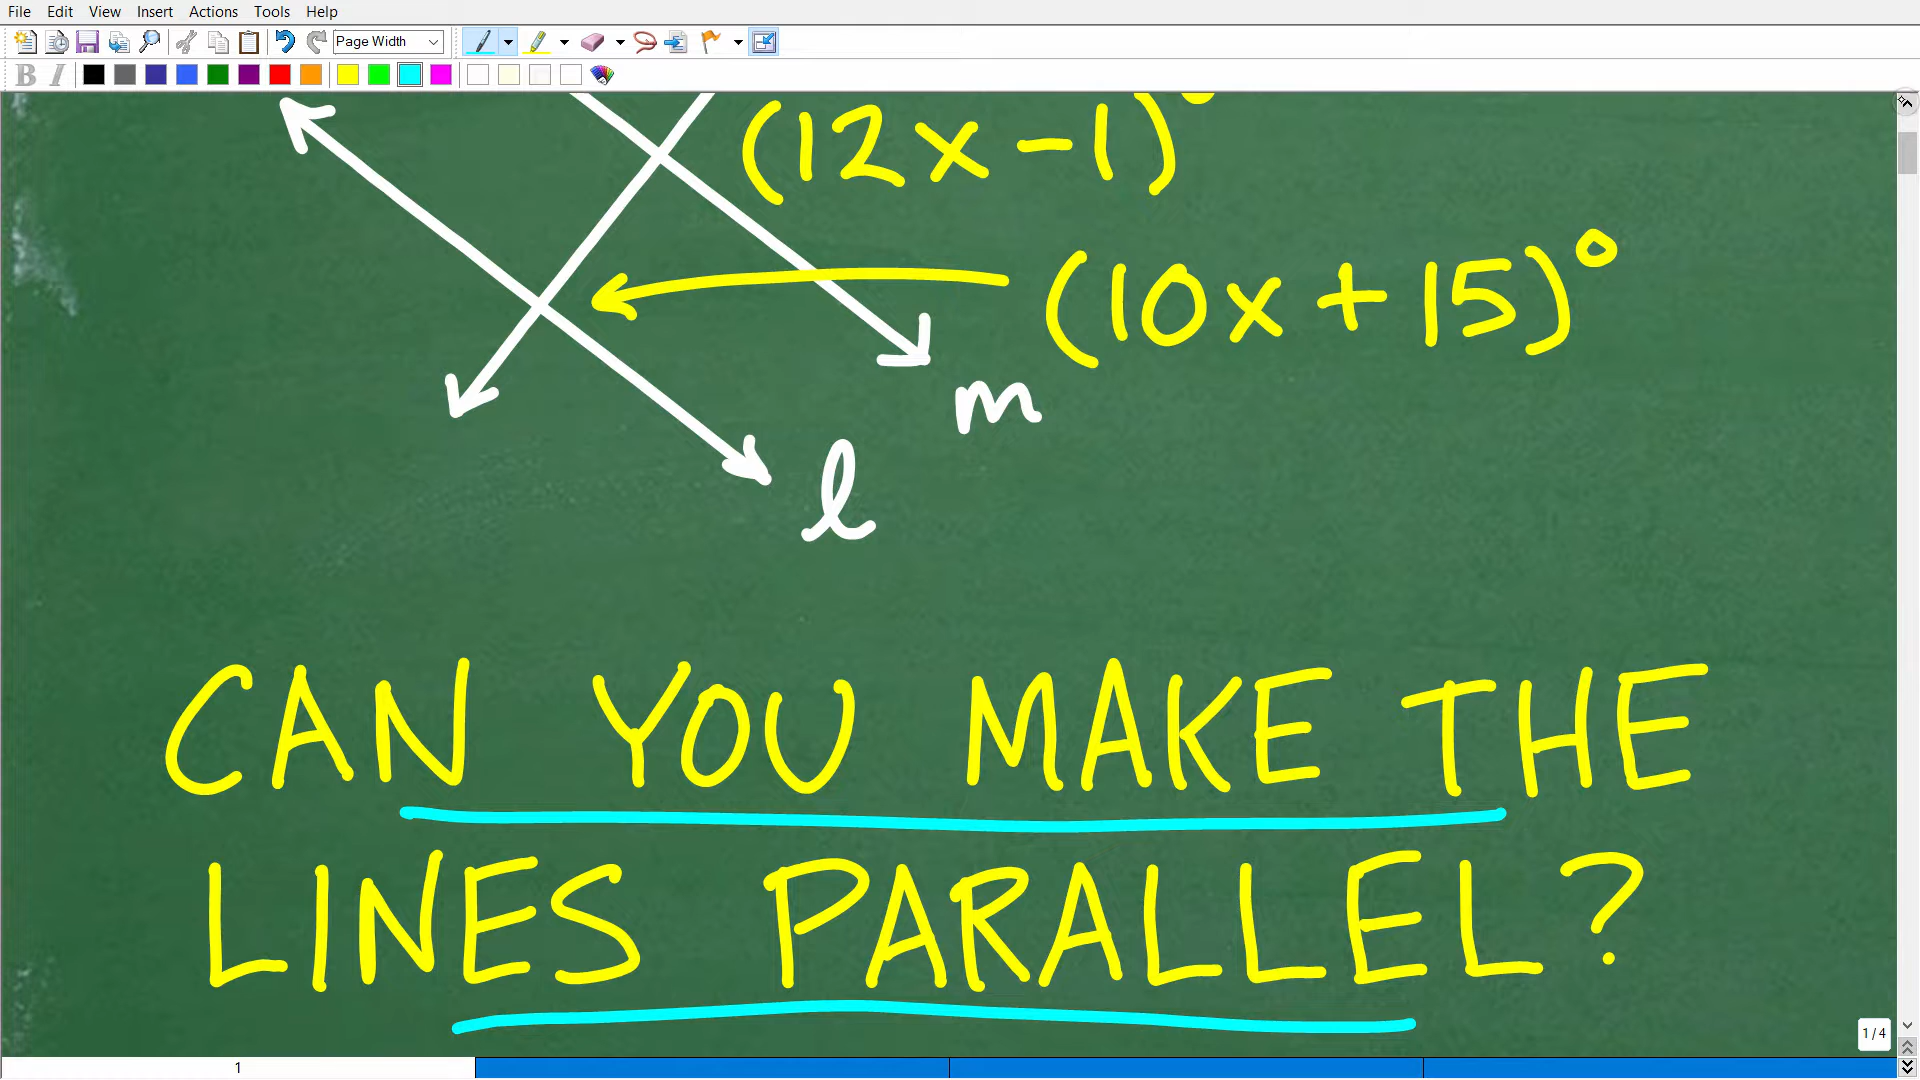 File Edit View Insert Actions Tools Help
Page Width
B I
(12x-1)°
(10x+15)°
m
l
CAN YOU MAKE THE
LINES PARALLEL?
1/4
1